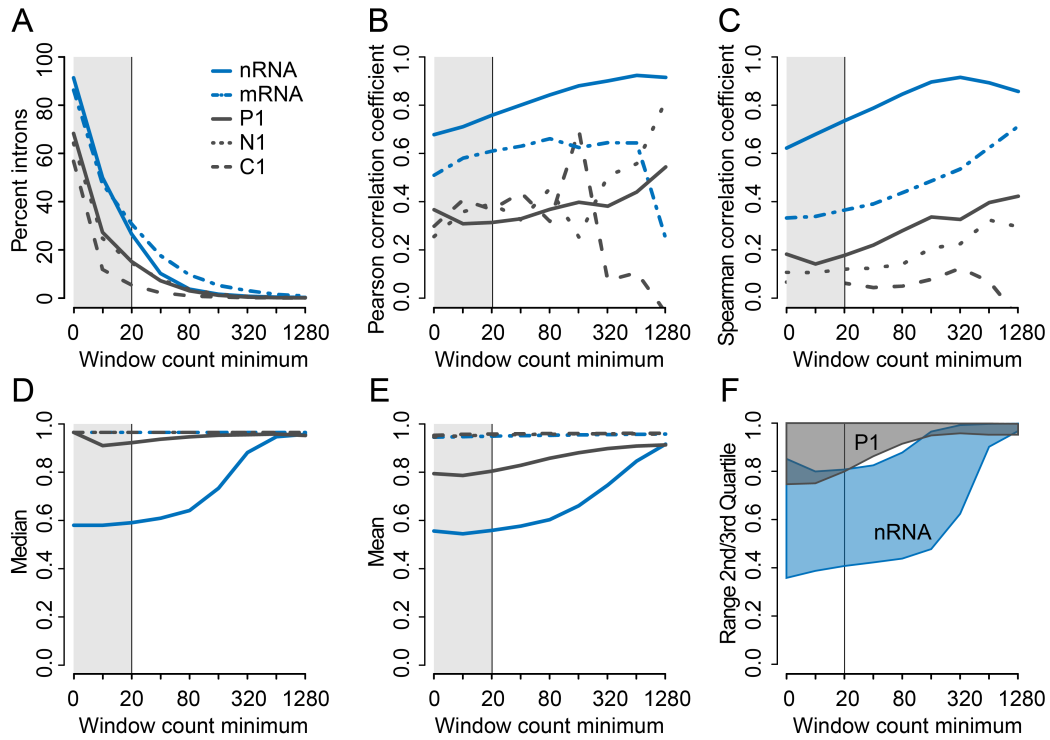 A
Percent introns
0 20 40 60 80 100
nRNA
mRNA
P1
N1
C1
0 20 80 320 1280
Window count minimum
B
Pearson correlation coefficient
0.0 0.2 0.4 0.6 0.8 1.0
0 20 80 320 1280
Window count minimum
C
Spearman correlation coefficient
0.0 0.2 0.4 0.6 0.8 1.0
0 20 80 320 1280
Window count minimum
D
Median
0.0 0.2 0.4 0.6 0.8 1.0
0 20 80 320 1280
Window count minimum
E
Mean
0.0 0.2 0.4 0.6 0.8 1.0
0 20 80 320 1280
Window count minimum
F
Range 2nd/3rd Quartile
0.0 0.2 0.4 0.6 0.8 1.0
P1
nRNA
0 20 80 320 1280
Window count minimum